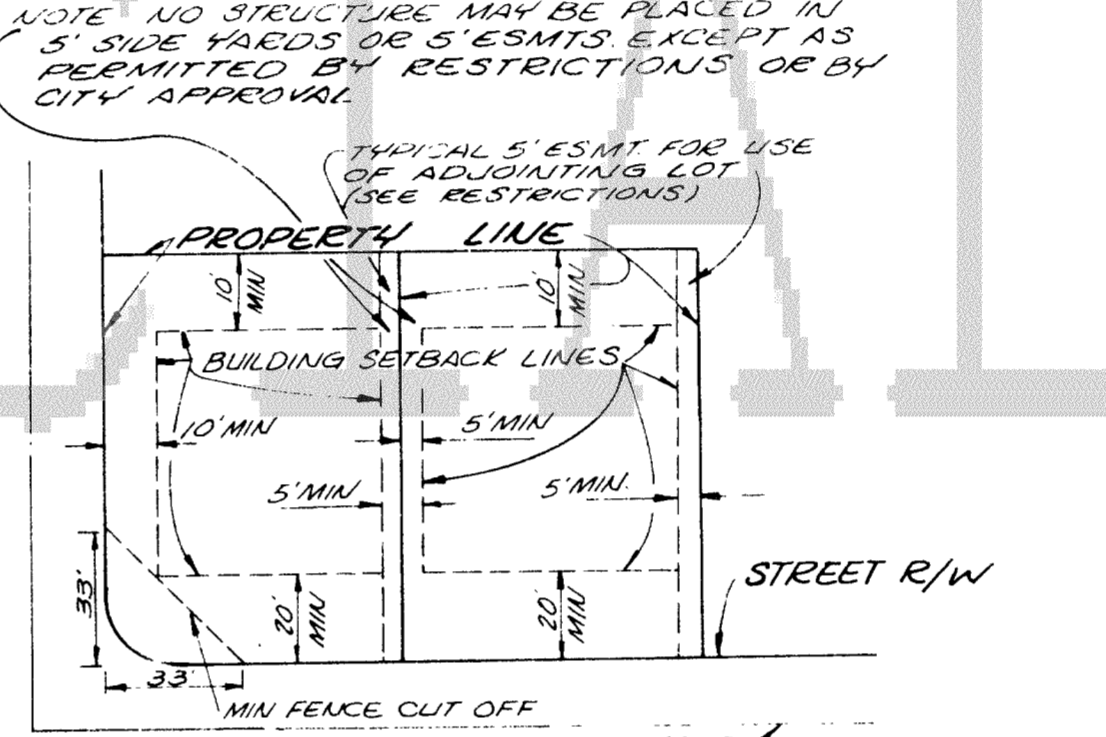 NOTE NO STRUCTURE MAY BE PLACED IN
5' SIDE YARDS OR 5' ESMTS. EXCEPT AS
PERMITTED BY RESTRICTIONS OR BY
CITY APPROVAL
TYPICAL 5' ESMT. FOR USE
OF ADJOINTING LOT
(SEE RESTRICTIONS)
PROPERTY LINE
10' MIN
10' MIN
BUILDING SETBACK LINES
10' MIN
5' MIN
5' MIN
5' MIN.
STREET R/W
33'
20' MIN
20' MIN
33'
MIN FENCE CUT OFF